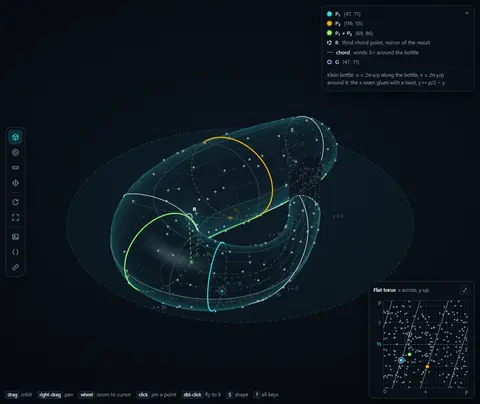 P₁ (47, 71)
P₂
P₁ + P₂ (69, 86)
R third chord point, mirror of the result
chord winds 3× around the bottle
G (47, 71)
Klein bottle: u = 2π·x/p along the bottle, v = 2π·y/p
around it; the x seam glues with a twist, y ↔ p/2 − y
R
Flat torus x across, y up
drag orbit right-drag pan wheel zoom to cursor click pin a point dbl-click fly to it S shape ? all keys